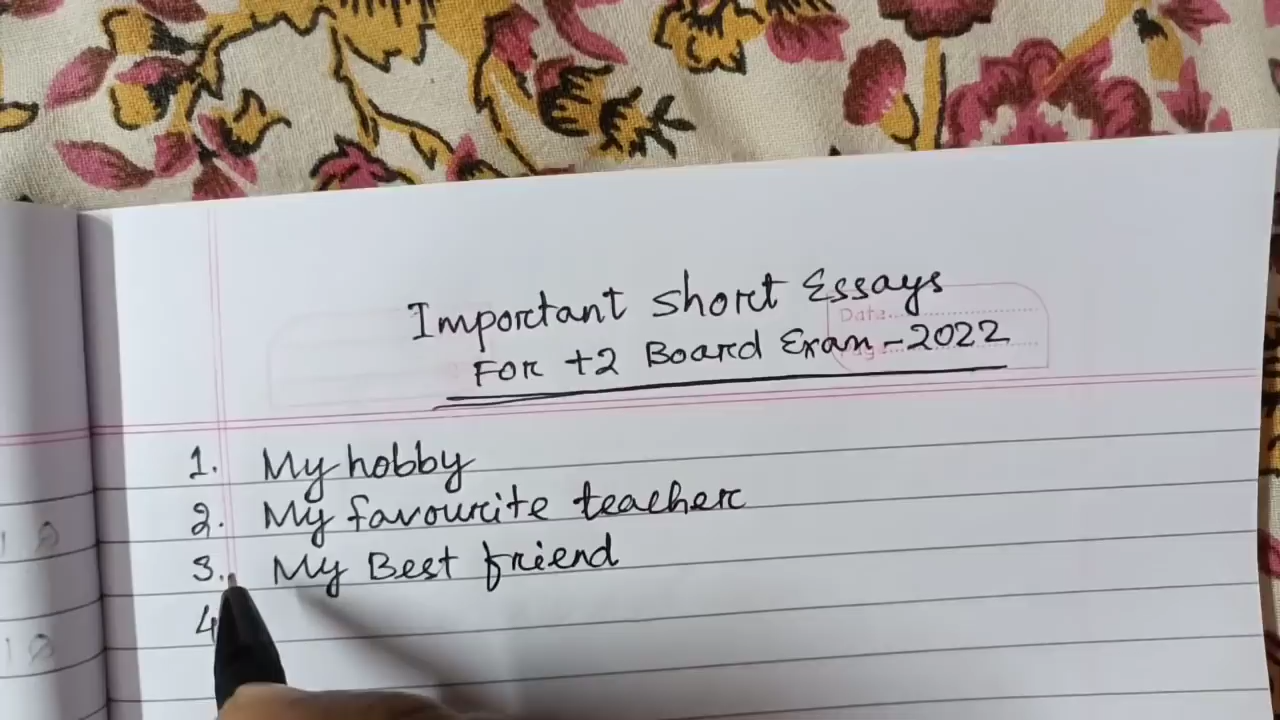 Important short Essays
Date
For +2 Board Exam - 2022
1. My hobby
2. My favourite teacher
3. My Best friend
4